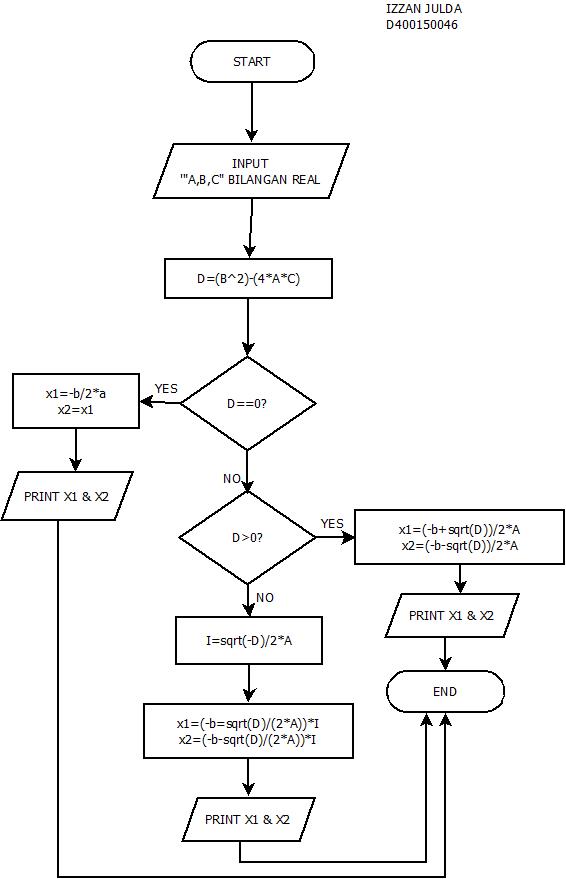 IZZAN JULDA
D400150046
START
INPUT
'"A,B,C" BILANGAN REAL
D=(B^2)-(4*A*C)
D==0?
YES
x1=-b/2*a
x2=x1
PRINT X1 & X2
NO
D>0?
YES
x1=(-b+sqrt(D))/2*A
x2=(-b-sqrt(D))/2*A
PRINT X1 & X2
END
NO
I=sqrt(-D)/2*A
x1=(-b=sqrt(D)/(2*A))*I
x2=(-b-sqrt(D)/(2*A))*I
PRINT X1 & X2